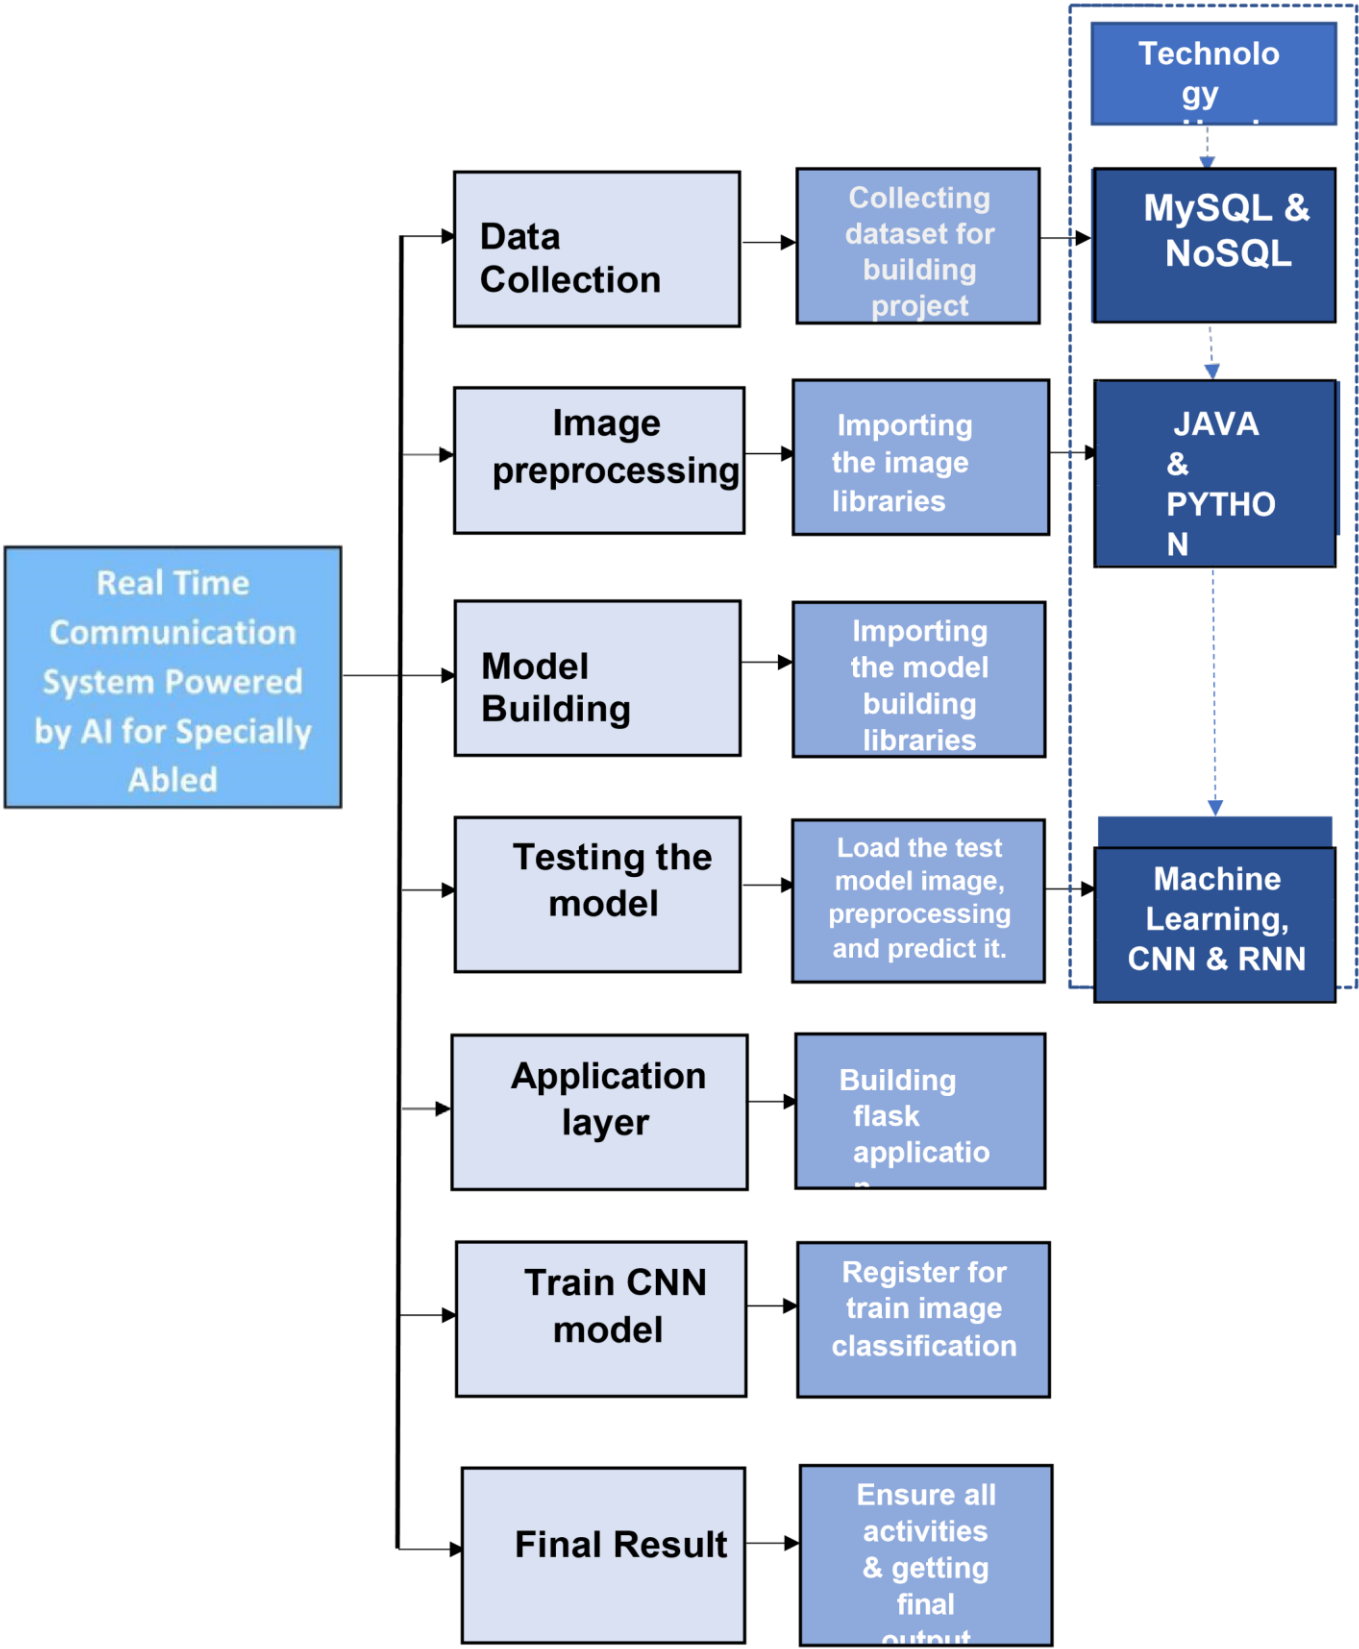 Technolo
gy
Data
Collection
Collecting
dataset for
building
project
MySQL &
NoSQL
Image
preprocessing
Importing
the image
libraries
JAVA
&
PYTHO
N
Real Time
Communication
System Powered
by AI for Specially
Abled
Model
Building
Importing
the model
building
libraries
Testing the
model
Load the test
model image,
preprocessing
and predict it.
Machine
Learning,
CNN & RNN
Application
layer
Building
flask
applicatio
n
Train CNN
model
Register for
train image
classification
Final Result
Ensure all
activities
& getting
final
output